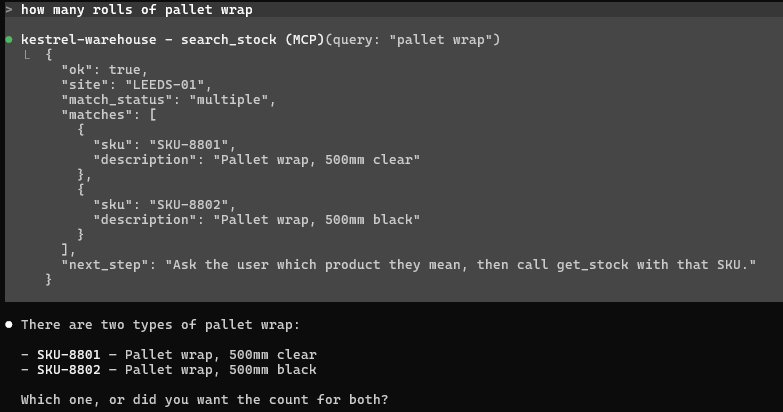 > how many rolls of pallet wrap
● kestrel-warehouse - search_stock (MCP)(query: "pallet wrap")
└ {
"ok": true,
"site": "LEEDS-01",
"match_status": "multiple",
"matches": [
{
"sku": "SKU-8801",
"description": "Pallet wrap, 500mm clear"
},
{
"sku": "SKU-8802",
"description": "Pallet wrap, 500mm black"
}
],
"next_step": "Ask the user which product they mean, then call get_stock with that SKU."
}
● There are two types of pallet wrap:
- SKU-8801 — Pallet wrap, 500mm clear
- SKU-8802 — Pallet wrap, 500mm black
Which one, or did you want the count for both?